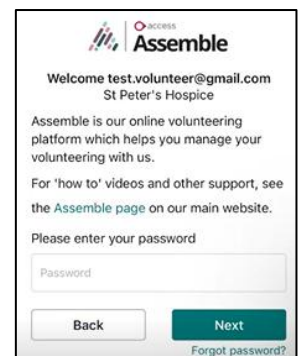 access
Assemble
Welcome test.volunteer@gmail.com
St Peter's Hospice
Assemble is our online volunteering
platform which helps you manage your
volunteering with us.
For 'how to' videos and other support, see
the Assemble page on our main website.
Please enter your password
Password
Back
Next
Forgot password?